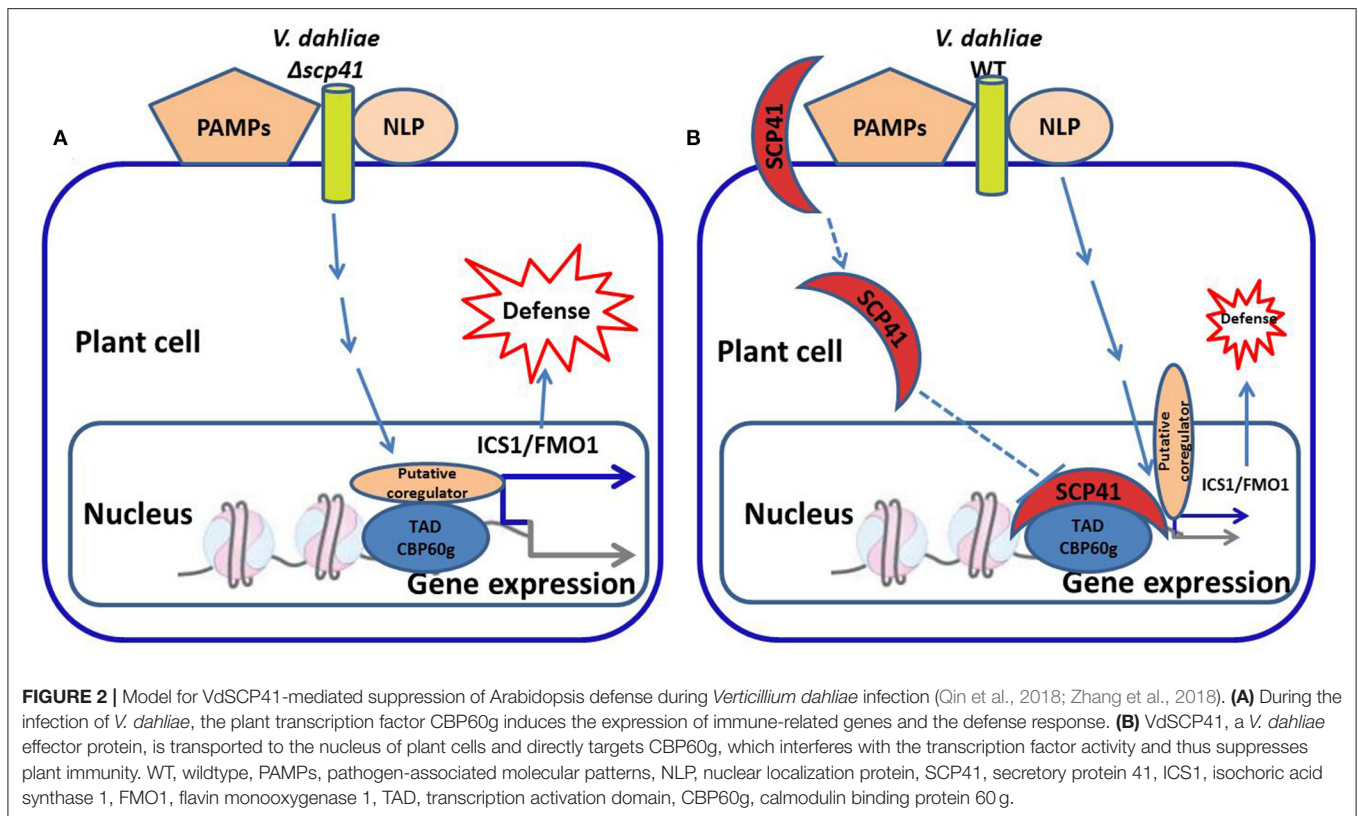 V. dahliae
Δscp41
A
PAMPs
NLP
Defense
Plant cell
ICS1/FMO1
Putative
coregulator
Nucleus
TAD
CBP60g
Gene expression
V. dahliae
WT
B
SCP41
PAMPs
NLP
SCP41
Defense
Plant cell
Putative
coregulator
ICS1/FMO1
SCP41
Nucleus
TAD
CBP60g
Gene expression
FIGURE 2 | Model for VdSCP41-mediated suppression of Arabidopsis defense during Verticillium dahliae infection (Qin et al., 2018; Zhang et al., 2018). (A) During the
infection of V. dahliae, the plant transcription factor CBP60g induces the expression of immune-related genes and the defense response. (B) VdSCP41, a V. dahliae
effector protein, is transported to the nucleus of plant cells and directly targets CBP60g, which interferes with the transcription factor activity and thus suppresses
plant immunity. WT, wildtype, PAMPs, pathogen-associated molecular patterns, NLP, nuclear localization protein, SCP41, secretory protein 41, ICS1, isochoric acid
synthase 1, FMO1, flavin monooxygenase 1, TAD, transcription activation domain, CBP60g, calmodulin binding protein 60 g.